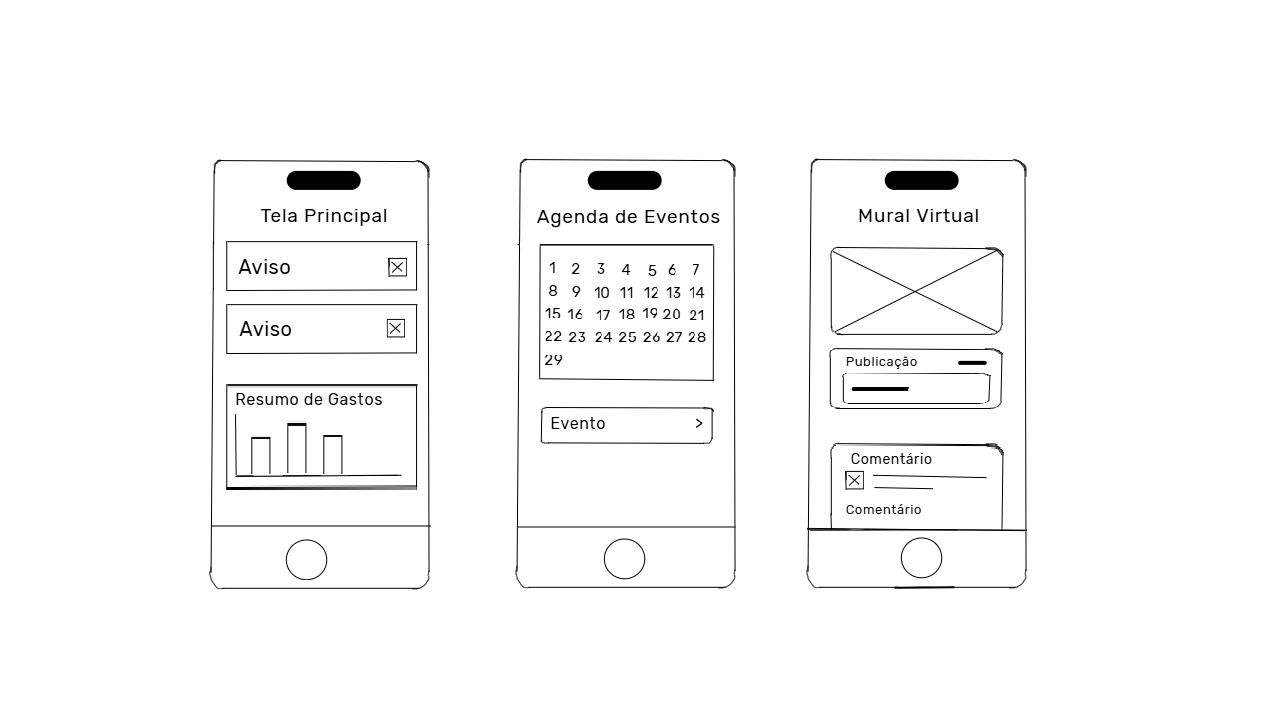 Tela Principal
Aviso
Aviso
Resumo de Gastos
Agenda de Eventos
1 2 3 4 5 6 7
8 9 10 11 12 13 14
15 16 17 18 19 20 21
22 23 24 25 26 27 28
29
Evento >
Mural Virtual
Publicação
Comentário
Comentário